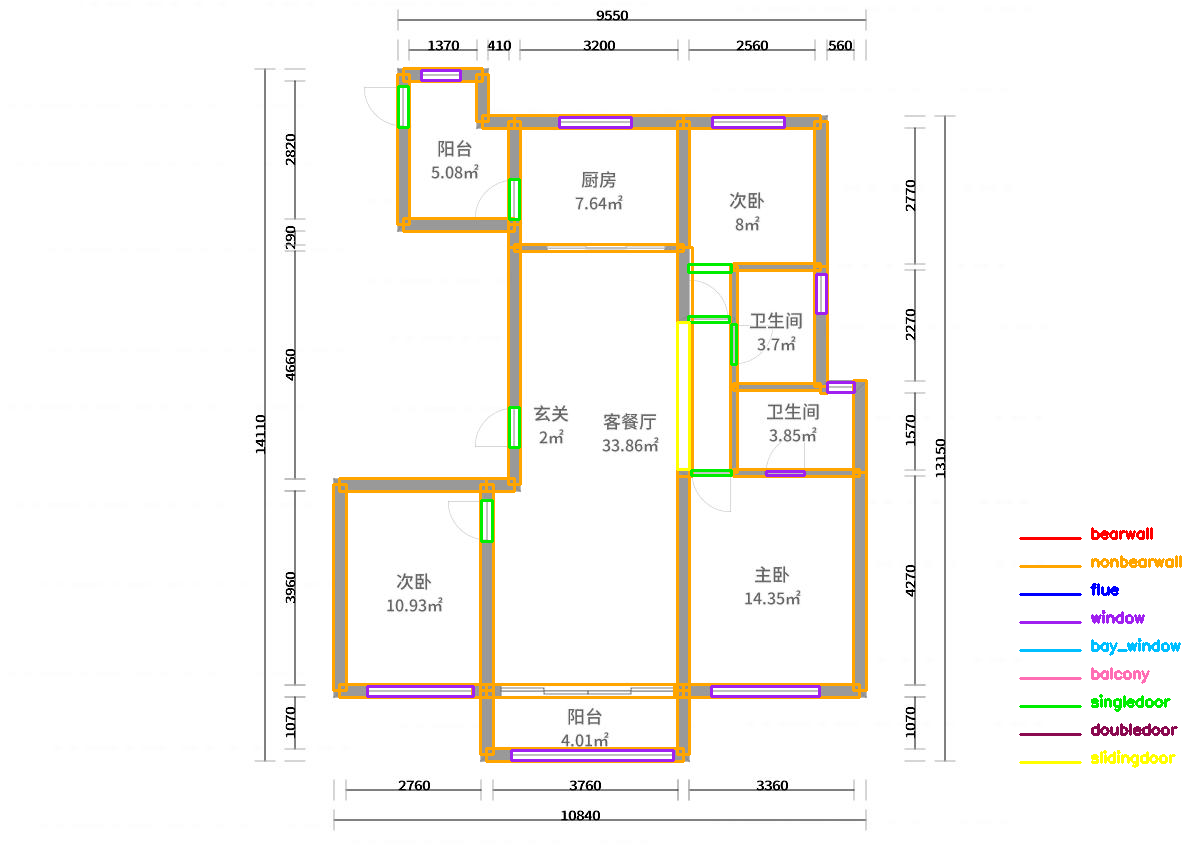 9550
1370
410
3200
2560
560
阳台
5.08㎡
厨房
7.64㎡
次卧
8㎡
2820
290
4660
14110
3960
1070
2770
2270
1570
13150
4270
1070
卫生间
3.7㎡
玄关
2㎡
客餐厅
33.86㎡
卫生间
3.85㎡
次卧
10.93㎡
主卧
14.35㎡
阳台
4.01㎡
bearwall
nonbearwall
flue
window
bay_window
balcony
singledoor
doubledoor
slidingdoor
2760
3760
3360
10840